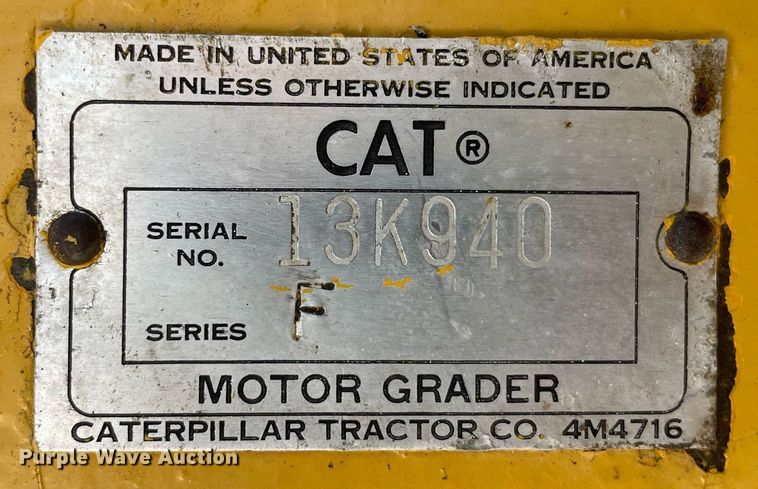 MADE IN UNITED STATES OF AMERICA
UNLESS OTHERWISE INDICATED
CAT®
SERIAL NO. 13K940
SERIES F
MOTOR GRADER
CATERPILLAR TRACTOR CO. 4M4716
Purple Wave Auction